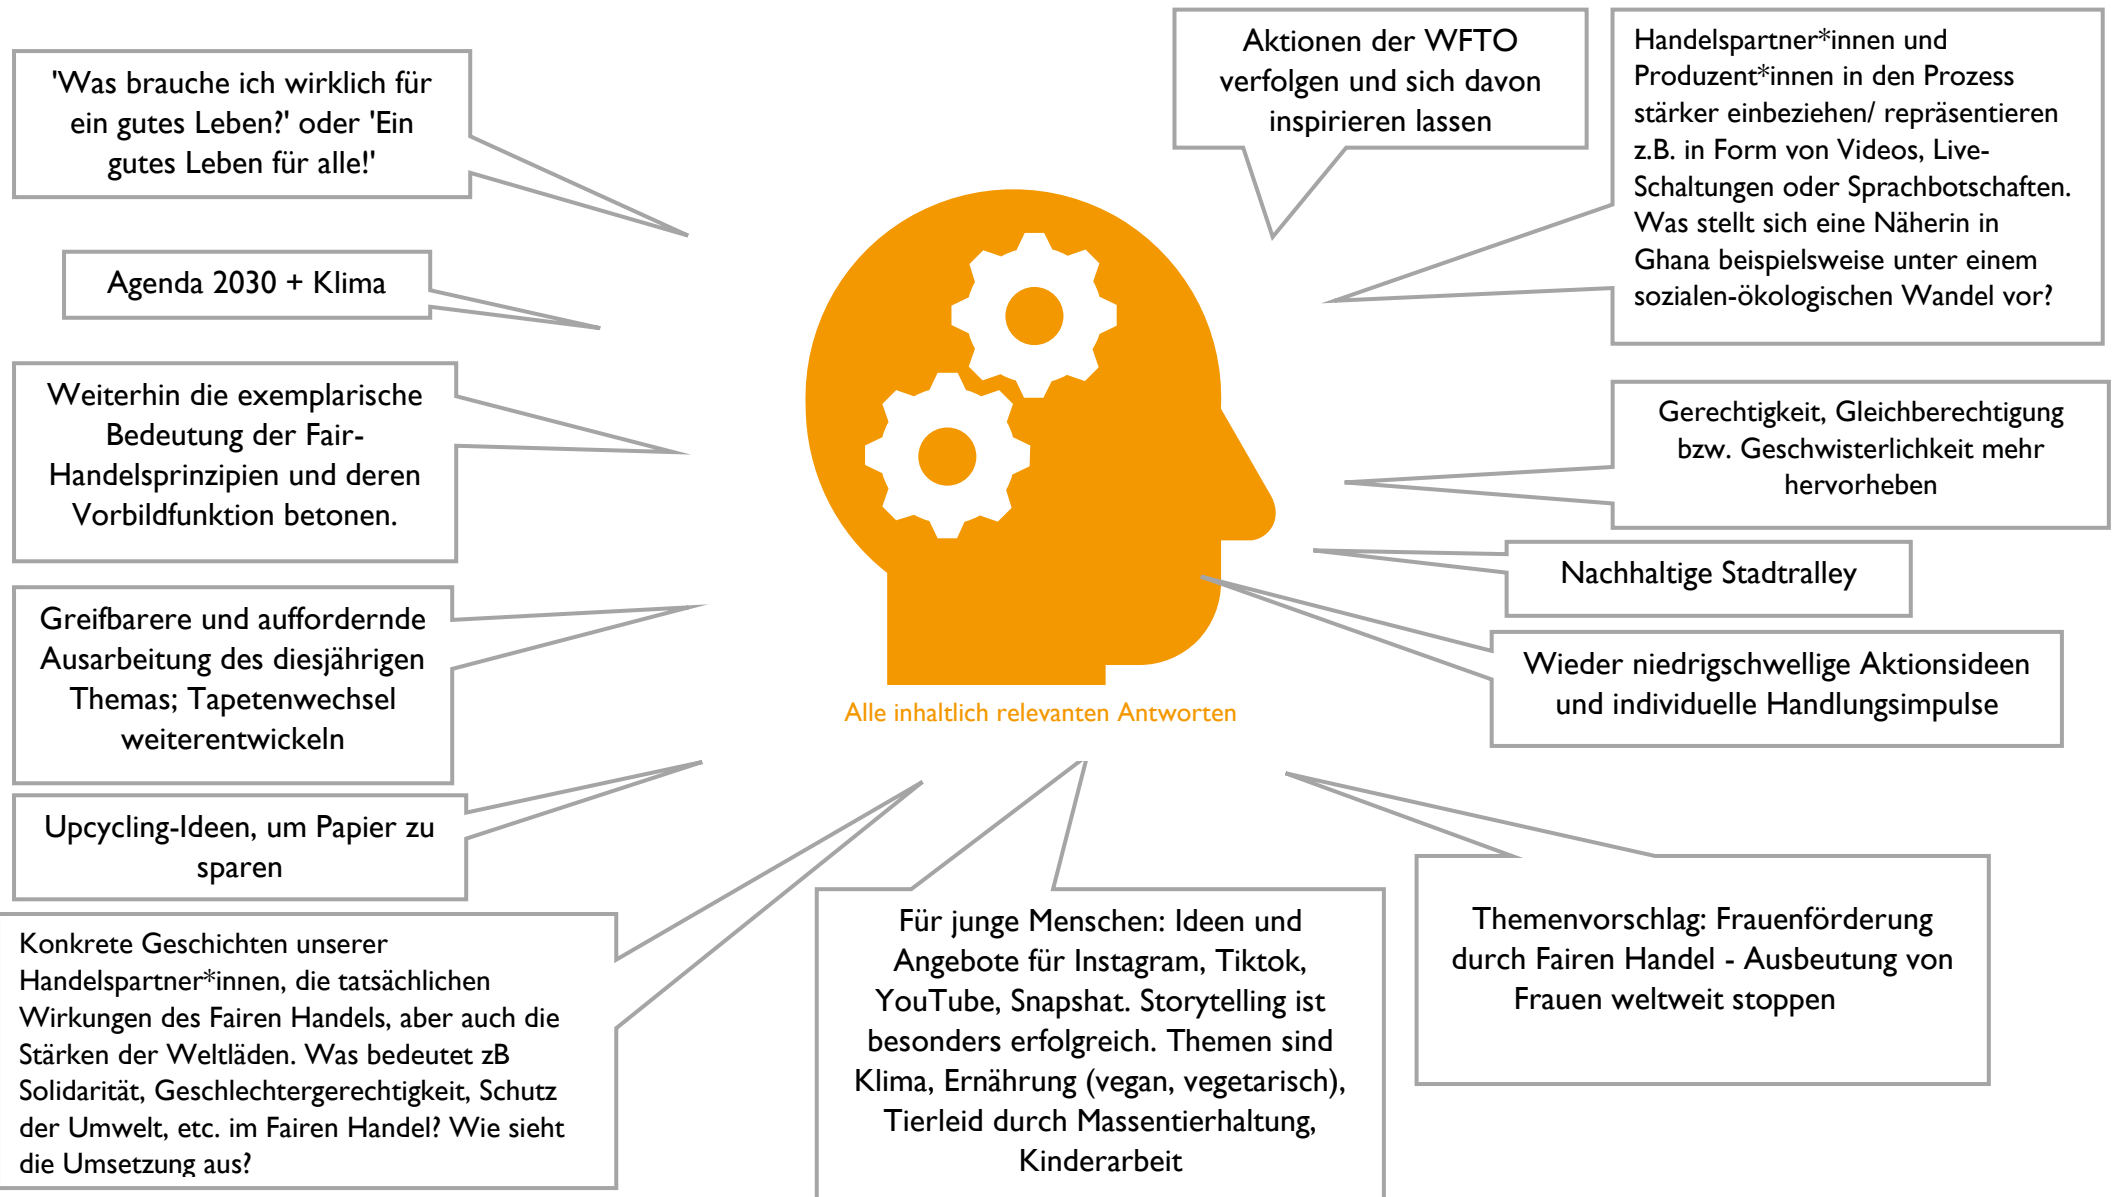 'Was brauche ich wirklich für
ein gutes Leben?' oder 'Ein
gutes Leben für alle!'
Agenda 2030 + Klima
Weiterhin die exemplarische
Bedeutung der Fair-
Handelsprinzipien und deren
Vorbildfunktion betonen.
Greifbarere und auffordernde
Ausarbeitung des diesjährigen
Themas; Tapetenwechsel
weiterentwickeln
Upcycling-Ideen, um Papier zu
sparen
Konkrete Geschichten unserer
Handelspartner*innen, die tatsächlichen
Wirkungen des Fairen Handels, aber auch die
Stärken der Weltläden. Was bedeutet zB
Solidarität, Geschlechtergerechtigkeit, Schutz
der Umwelt, etc. im Fairen Handel? Wie sieht
die Umsetzung aus?
Alle inhaltlich relevanten Antworten
Für junge Menschen: Ideen und
Angebote für Instagram, Tiktok,
YouTube, Snapshat. Storytelling ist
besonders erfolgreich. Themen sind
Klima, Ernährung (vegan, vegetarisch),
Tierleid durch Massentierhaltung,
Kinderarbeit
Aktionen der WFTO
verfolgen und sich davon
inspirieren lassen
Handelspartner*innen und
Produzent*innen in den Prozess
stärker einbeziehen/ repräsentieren
z.B. in Form von Videos, Live-
Schaltungen oder Sprachbotschaften.
Was stellt sich eine Näherin in
Ghana beispielsweise unter einem
sozialen-ökologischen Wandel vor?
Gerechtigkeit, Gleichberechtigung
bzw. Geschwisterlichkeit mehr
hervorheben
Nachhaltige Stadtralley
Wieder niedrigschwellige Aktionsideen
und individuelle Handlungsimpulse
Themenvorschlag: Frauenförderung
durch Fairen Handel - Ausbeutung von
Frauen weltweit stoppen